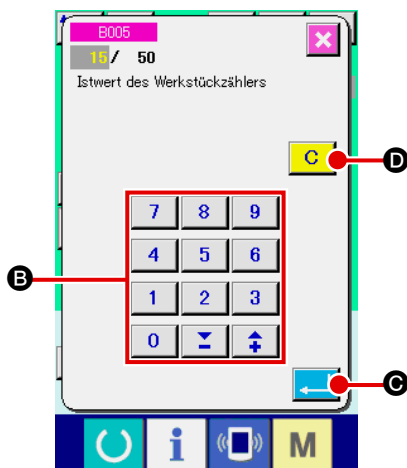 B005
15/ 50
Istwert des Werkstückzählers
C
D
7 8 9
4 5 6
B
1 2 3
0 - +
C
i M